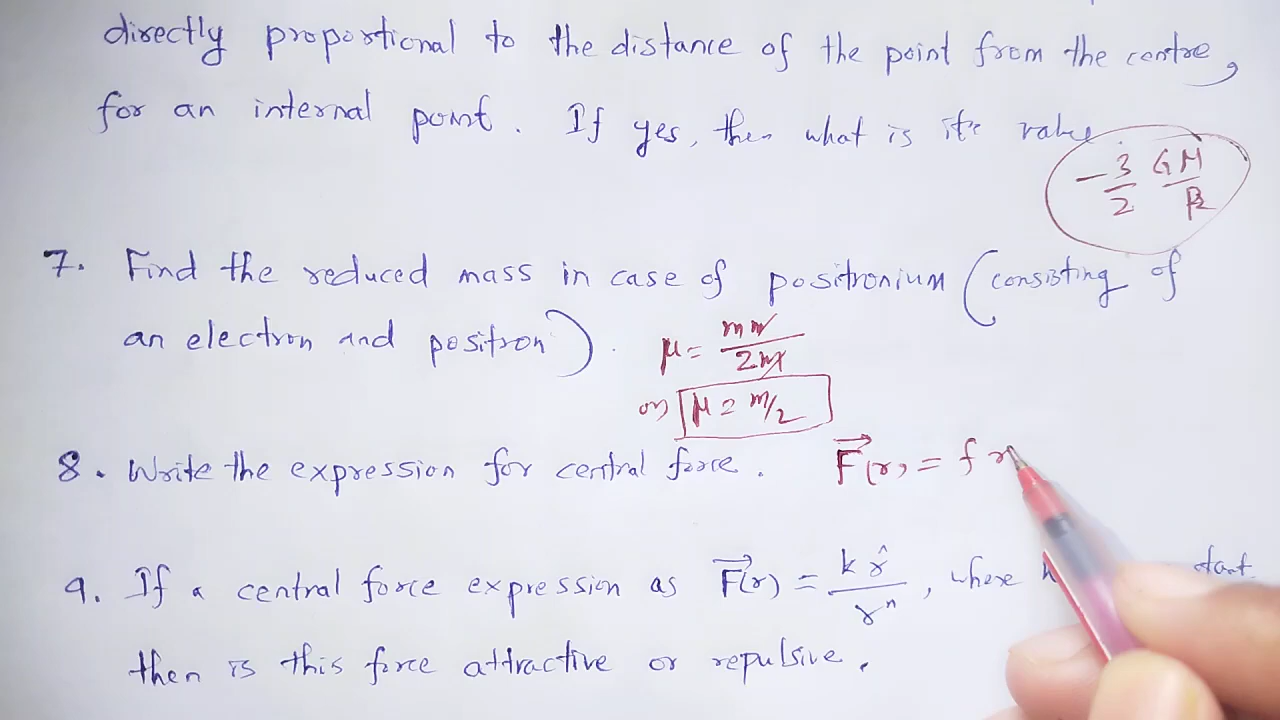 directly proportional to the distance of the point from the centre,
for an internal point. If yes, then what is it's value
-3/2 GM/R
7. Find the reduced mass in case of positronium (consisting of
an electron and positron).
μ = mm/2m
or μ = m/2
8. Write the expression for central force. F⃗(r) = f r
9. If a central force expression as F⃗(r) = k r̂/rⁿ, where
then is this force attractive or repulsive.